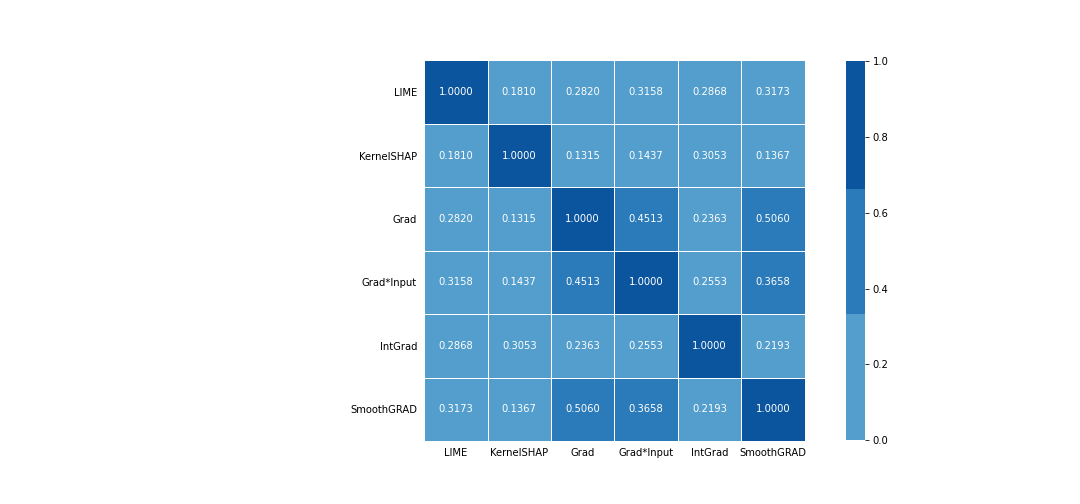 1.0
LIME 1.0000 0.1810 0.2820 0.3158 0.2868 0.3173
0.8
KernelSHAP 0.1810 1.0000 0.1315 0.1437 0.3053 0.1367
0.6
Grad 0.2820 0.1315 1.0000 0.4513 0.2363 0.5060
Grad*Input 0.3158 0.1437 0.4513 1.0000 0.2553 0.3658
0.4
IntGrad 0.2868 0.3053 0.2363 0.2553 1.0000 0.2193
0.2
SmoothGRAD 0.3173 0.1367 0.5060 0.3658 0.2193 1.0000
0.0
LIME KernelSHAP Grad Grad*Input IntGrad SmoothGRAD